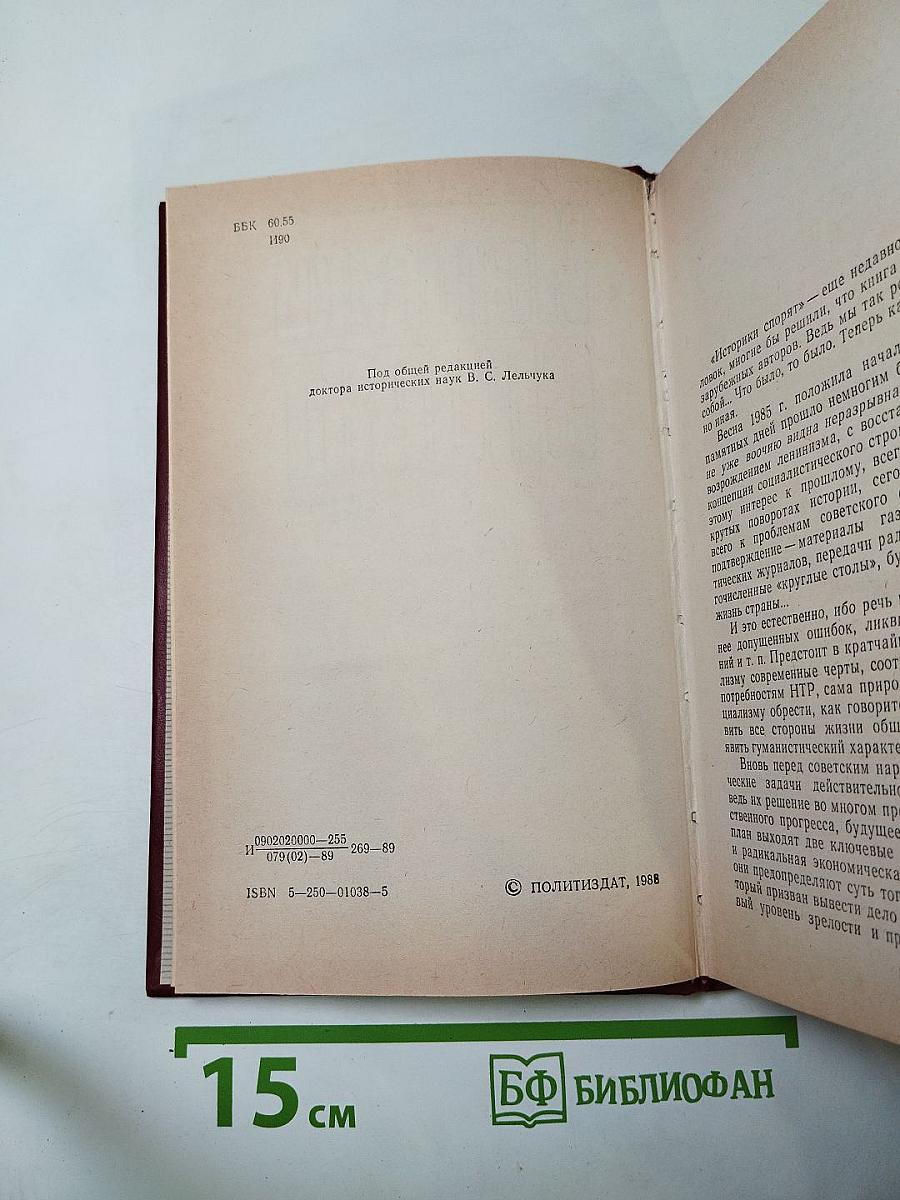 ББК 60.55
И90
Под общей редакцией
доктора исторических наук В. С. Лельчука
И 0902020000—255
079(02)—89 269—89
ISBN 5—250—01038—5
© ПОЛИТИЗДАТ, 1988
«Историки спорят» — еще недавно
ловок, многие бы решили, что книга
зарубежных авторов. Ведь мы так
собой... Что было, то было. Теперь
но иная.
Весна 1985 г. положила начал
памятных дней прошло немногим
не уже воочию видна неразрывна
возрождением ленинизма, с восста
концепции социалистического стро
этому интерес к прошлому, всег
крутых поворотах истории, сего
всего к проблемам советского
подтверждение — материалы газ
тических журналов, передачи рад
гочисленные «круглые столы», бу
жизнь страны...
И это естественно, ибо речь
нее допущенных ошибок, ликви
ний и т. п. Предстоит в кратчай
лизму современные черты, соот
потребностям НТР, сама природ
циализму обрести, как говорит
вить все стороны жизни общ
явить гуманистический характе
Вновь перед советским нар
ческие задачи действительно
ведь их решение во многом пр
ственного прогресса, будущее
план выходят две ключевые
и радикальная экономическа
они предопределяют суть тог
торый призван вывести дело
вый уровень зрелости и пр
15 см
БФ БИБЛИОФАН